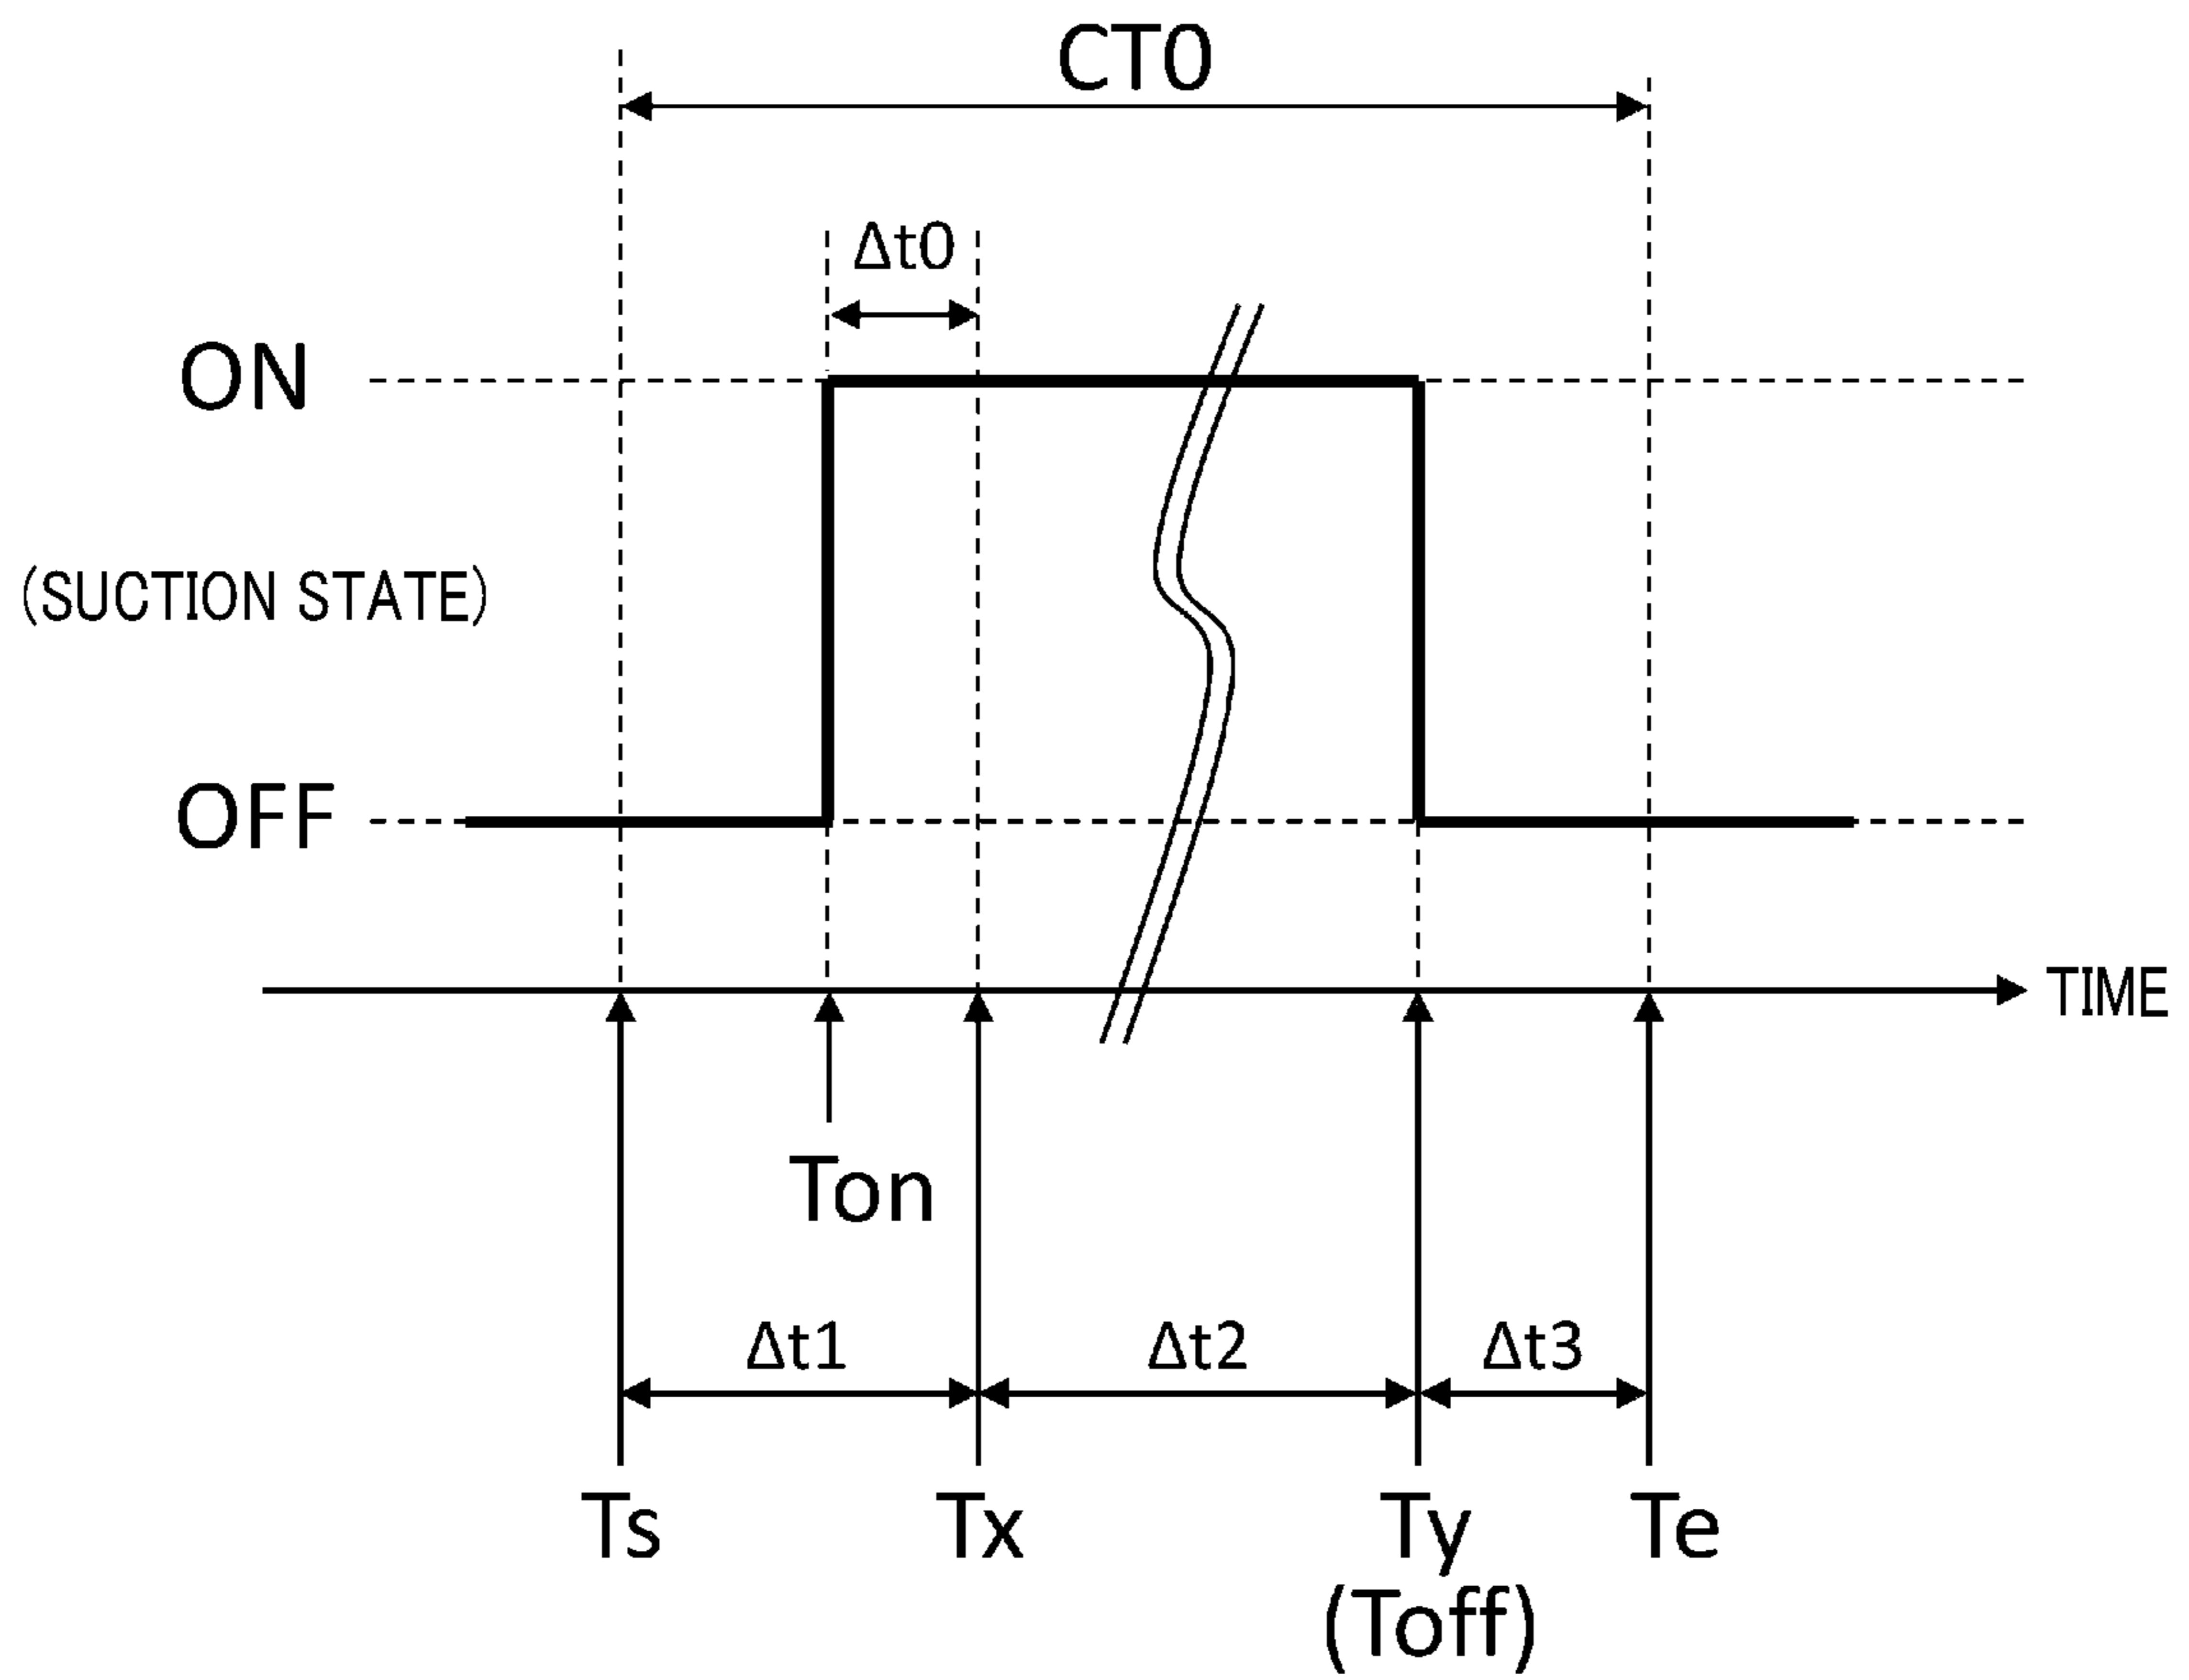 CT0
Δt0
ON
(SUCTION STATE)
OFF
TIME
Ton
Δt1
Δt2
Δt3
Ts
Tx
Ty
(Toff)
Te